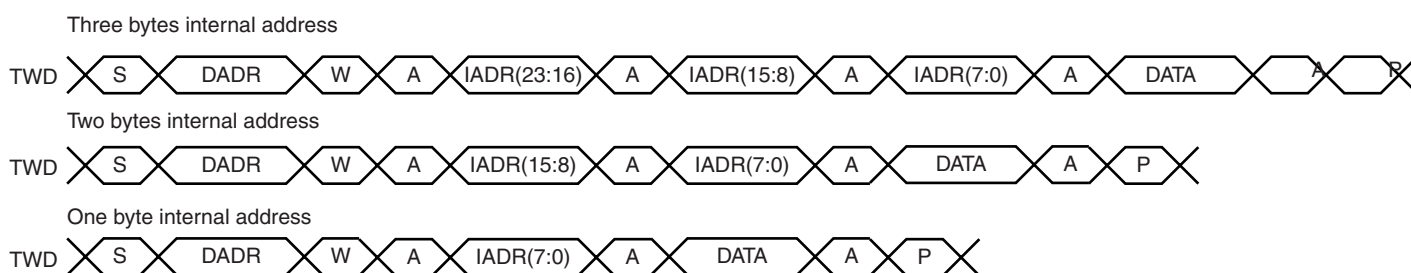 Three bytes internal address
TWD S DADR W A IADR(23:16) A IADR(15:8) A IADR(7:0) A DATA A P
Two bytes internal address
TWD S DADR W A IADR(15:8) A IADR(7:0) A DATA A P
One byte internal address
TWD S DADR W A IADR(7:0) A DATA A P